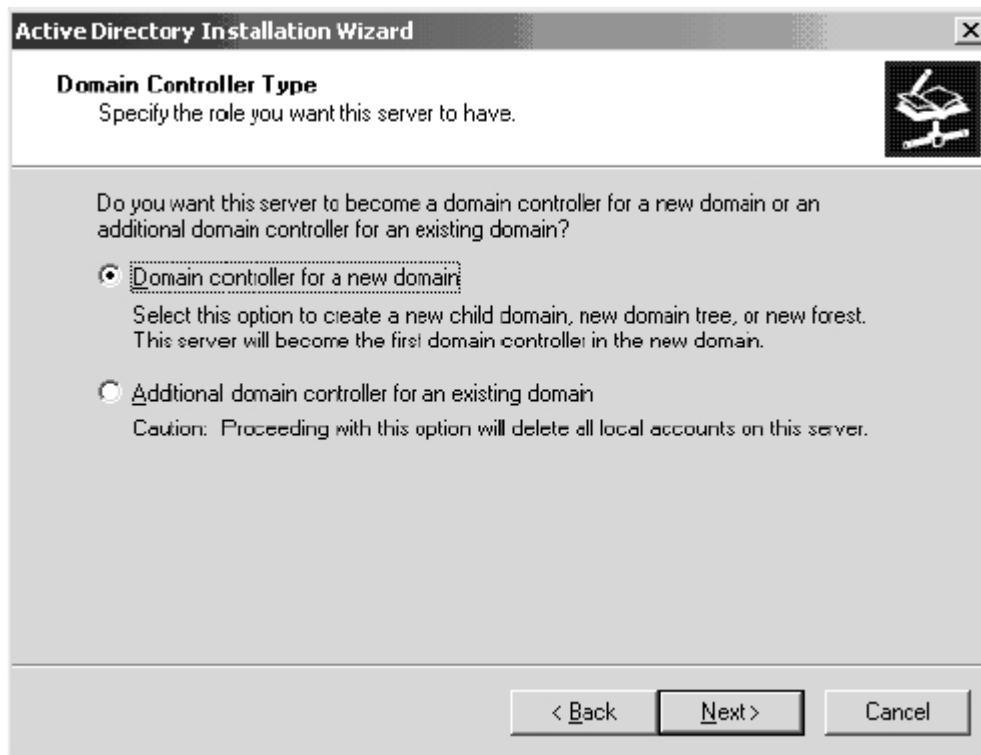 Active Directory Installation Wizard
Domain Controller Type
Specify the role you want this server to have.
Do you want this server to become a domain controller for a new domain or an
additional domain controller for an existing domain?
Domain controller for a new domain
Select this option to create a new child domain, new domain tree, or new forest.
This server will become the first domain controller in the new domain.
Additional domain controller for an existing domain
Caution: Proceeding with this option will delete all local accounts on this server.
< Back
Next >
Cancel